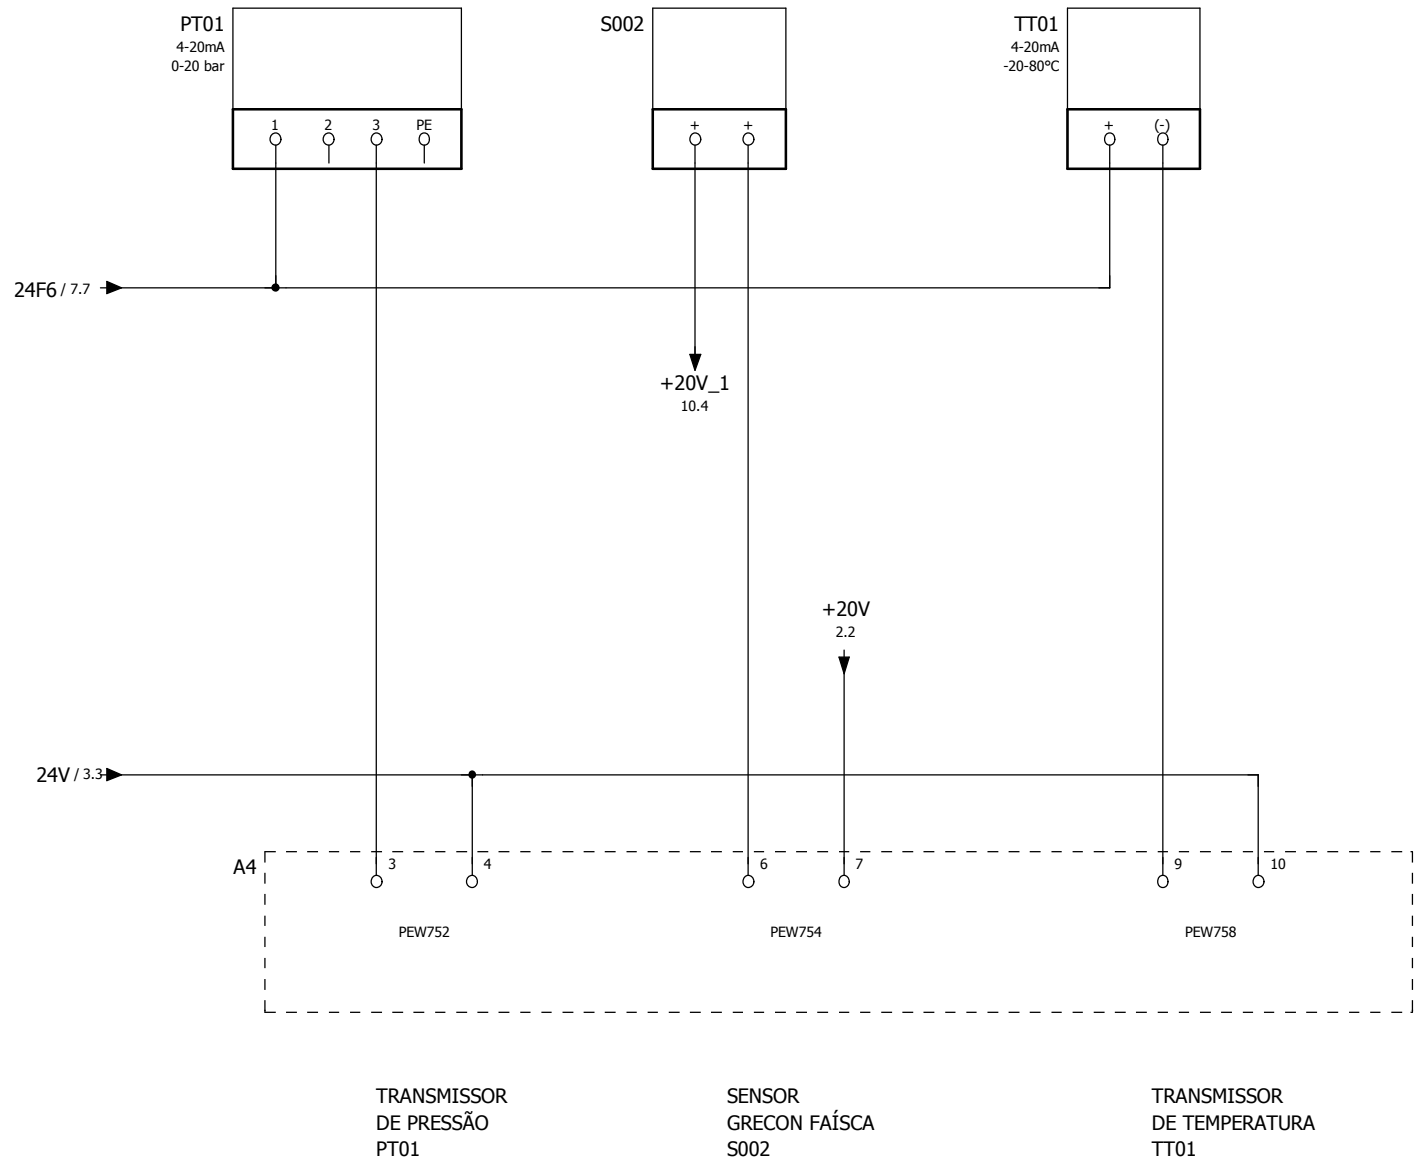 PT01
4-20mA
0-20 bar
1 2 3 PE
S002
+ +
TT01
4-20mA
-20-80°C
+ (-)
24F6 / 7.7
+20V_1
10.4
+20V
2.2
24V / 3.3
A4
3 4 6 7 9 10
PEW752 PEW754 PEW758
TRANSMISSOR
DE PRESSÃO
PT01
SENSOR
GRECON FAÍSCA
S002
TRANSMISSOR
DE TEMPERATURA
TT01